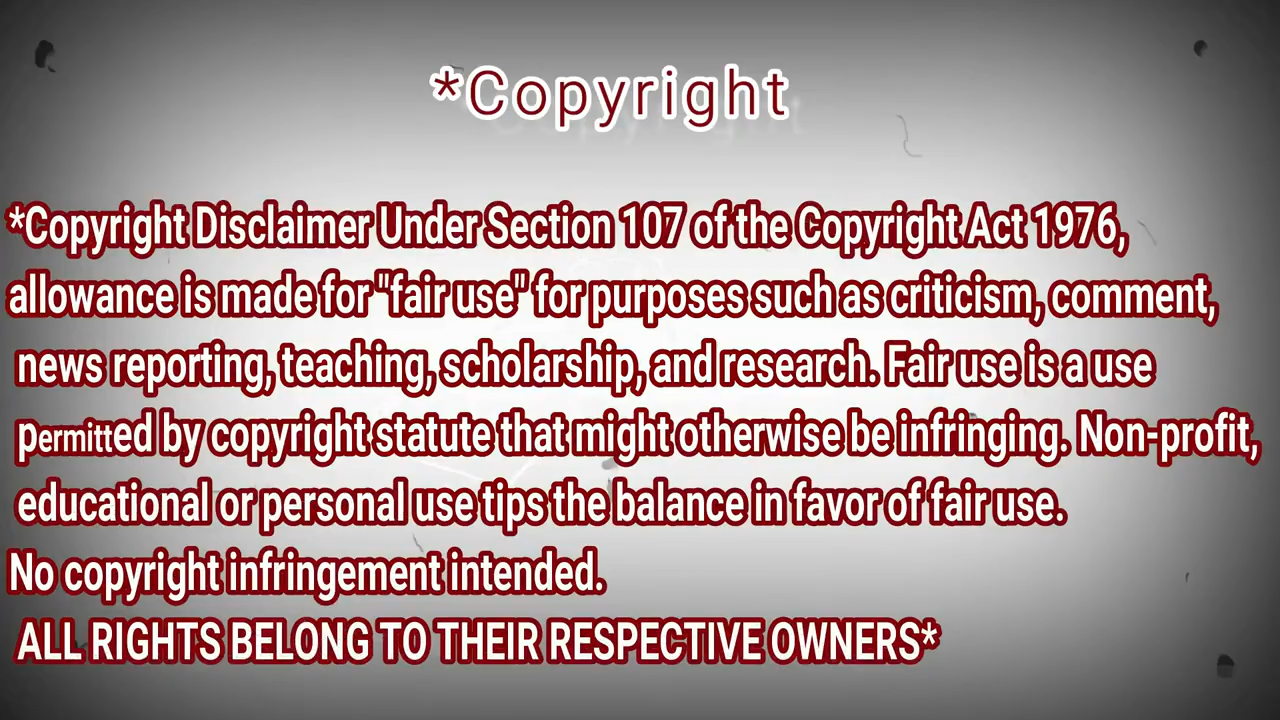 *Copyright
*Copyright Disclaimer Under Section 107 of the Copyright Act 1976,
allowance is made for "fair use" for purposes such as criticism, comment,
news reporting, teaching, scholarship, and research. Fair use is a use
permitted by copyright statute that might otherwise be infringing. Non-profit,
educational or personal use tips the balance in favor of fair use.
No copyright infringement intended.
ALL RIGHTS BELONG TO THEIR RESPECTIVE OWNERS*